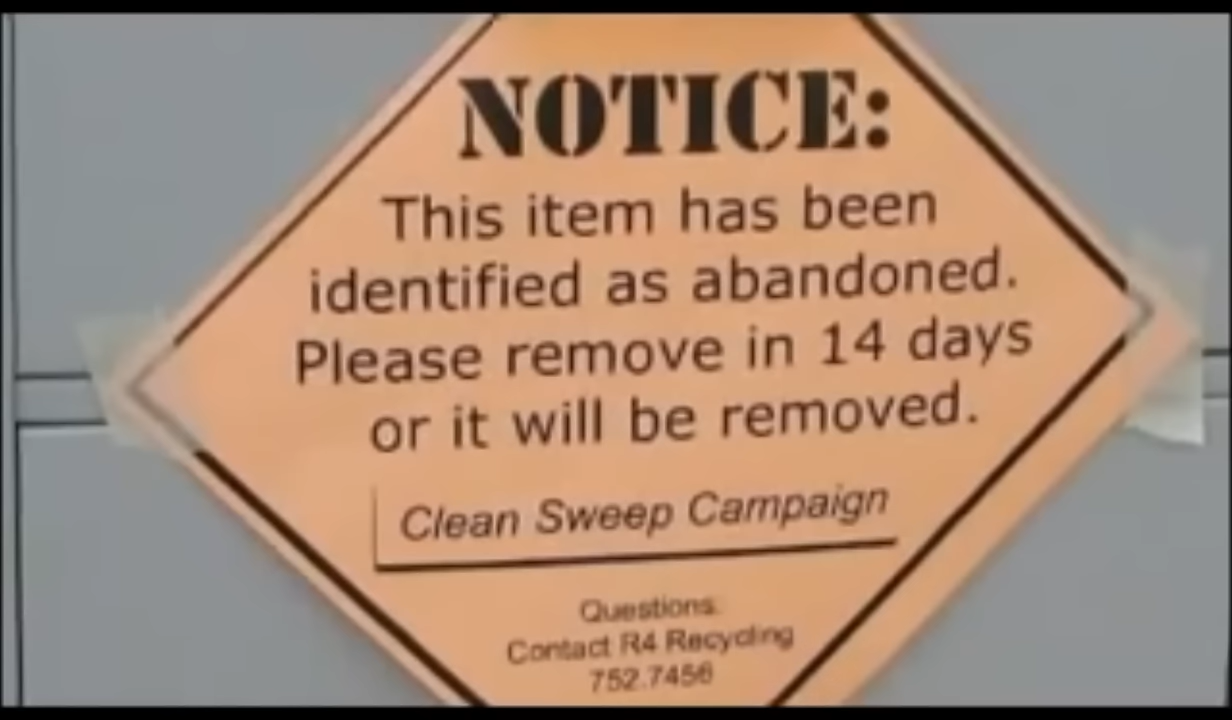 NOTICE:
This item has been
identified as abandoned.
Please remove in 14 days
or it will be removed.
Clean Sweep Campaign
Questions:
Contact R4 Recycling
752.7456